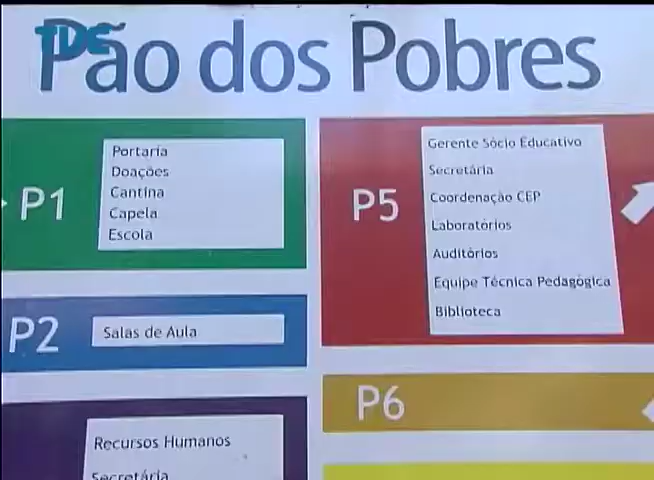 TVE
Pão dos Pobres
P1
Portaria
Doações
Cantina
Capela
Escola
P2
Salas de Aula
Recursos Humanos
Secretária
P5
Gerente Sócio Educativo
Secretária
Coordenação CEP
Laboratórios
Auditórios
Equipe Técnica Pedagógica
Biblioteca
P6